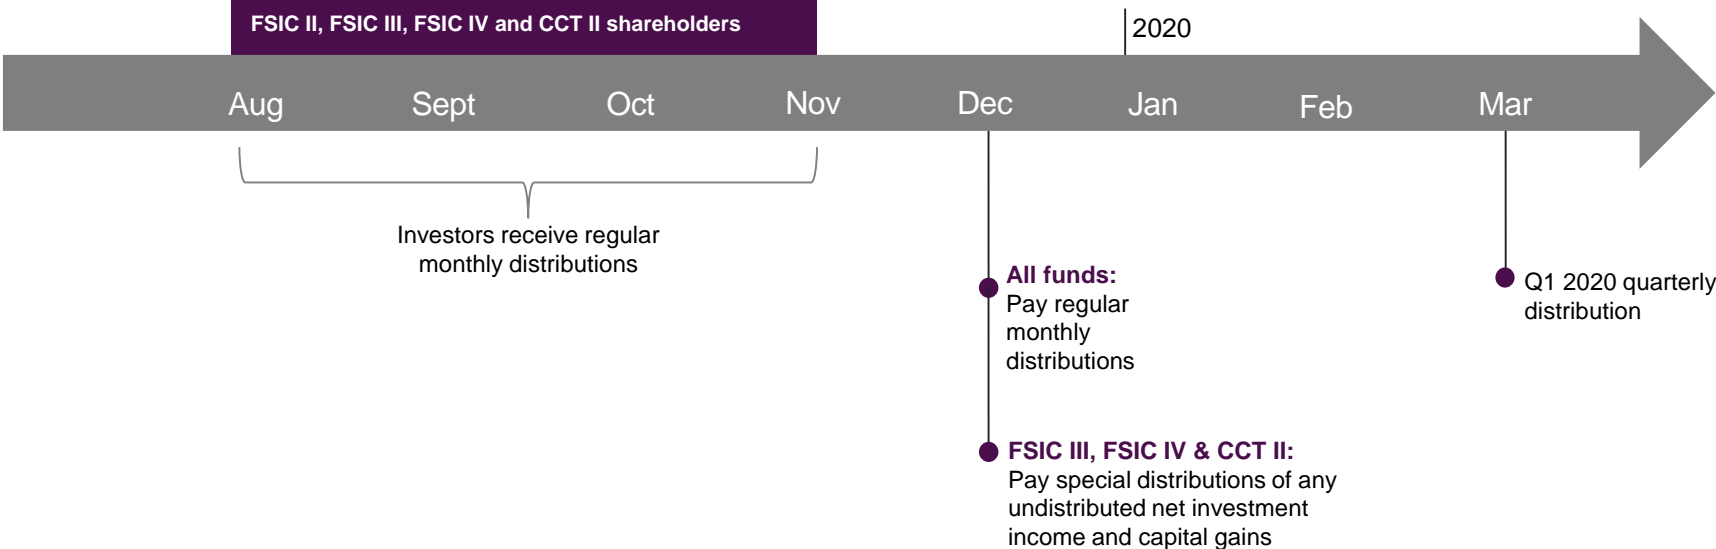 FSIC II, FSIC III, FSIC IV and CCT II shareholders
2020
Aug Sept Oct Nov Dec Jan Feb Mar
Investors receive regular
monthly distributions
All funds:
Pay regular
monthly
distributions
FSIC III, FSIC IV & CCT II:
Pay special distributions of any
undistributed net investment
income and capital gains
Q1 2020 quarterly
distribution